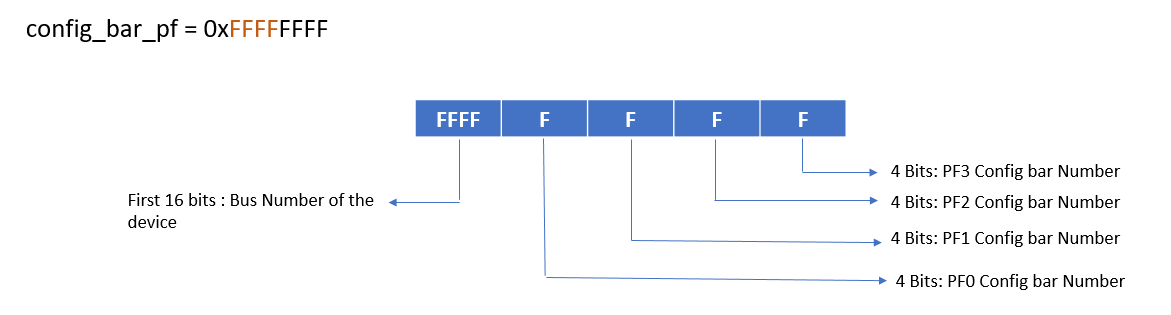 config_bar_pf = 0xFFFFFFFF
FFFF F F F F
4 Bits: PF3 Config bar Number
First 16 bits : Bus Number of the
device
4 Bits: PF2 Config bar Number
4 Bits: PF1 Config bar Number
4 Bits: PF0 Config bar Number